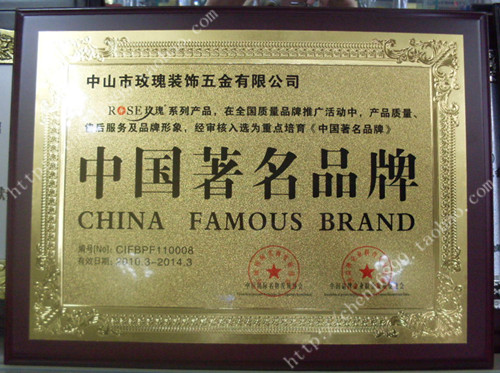 中山市玫瑰装饰五金有限公司
ROSE玫瑰 系列产品，在全国质量品牌推广活动中，产品质量、
售后服务及品牌形象，经审核入选为重点培育《中国著名品牌》
中国著名品牌
CHINA FAMOUS BRAND
编号(No): CIFBPF110008
有效日期: 2010.3-2014.3